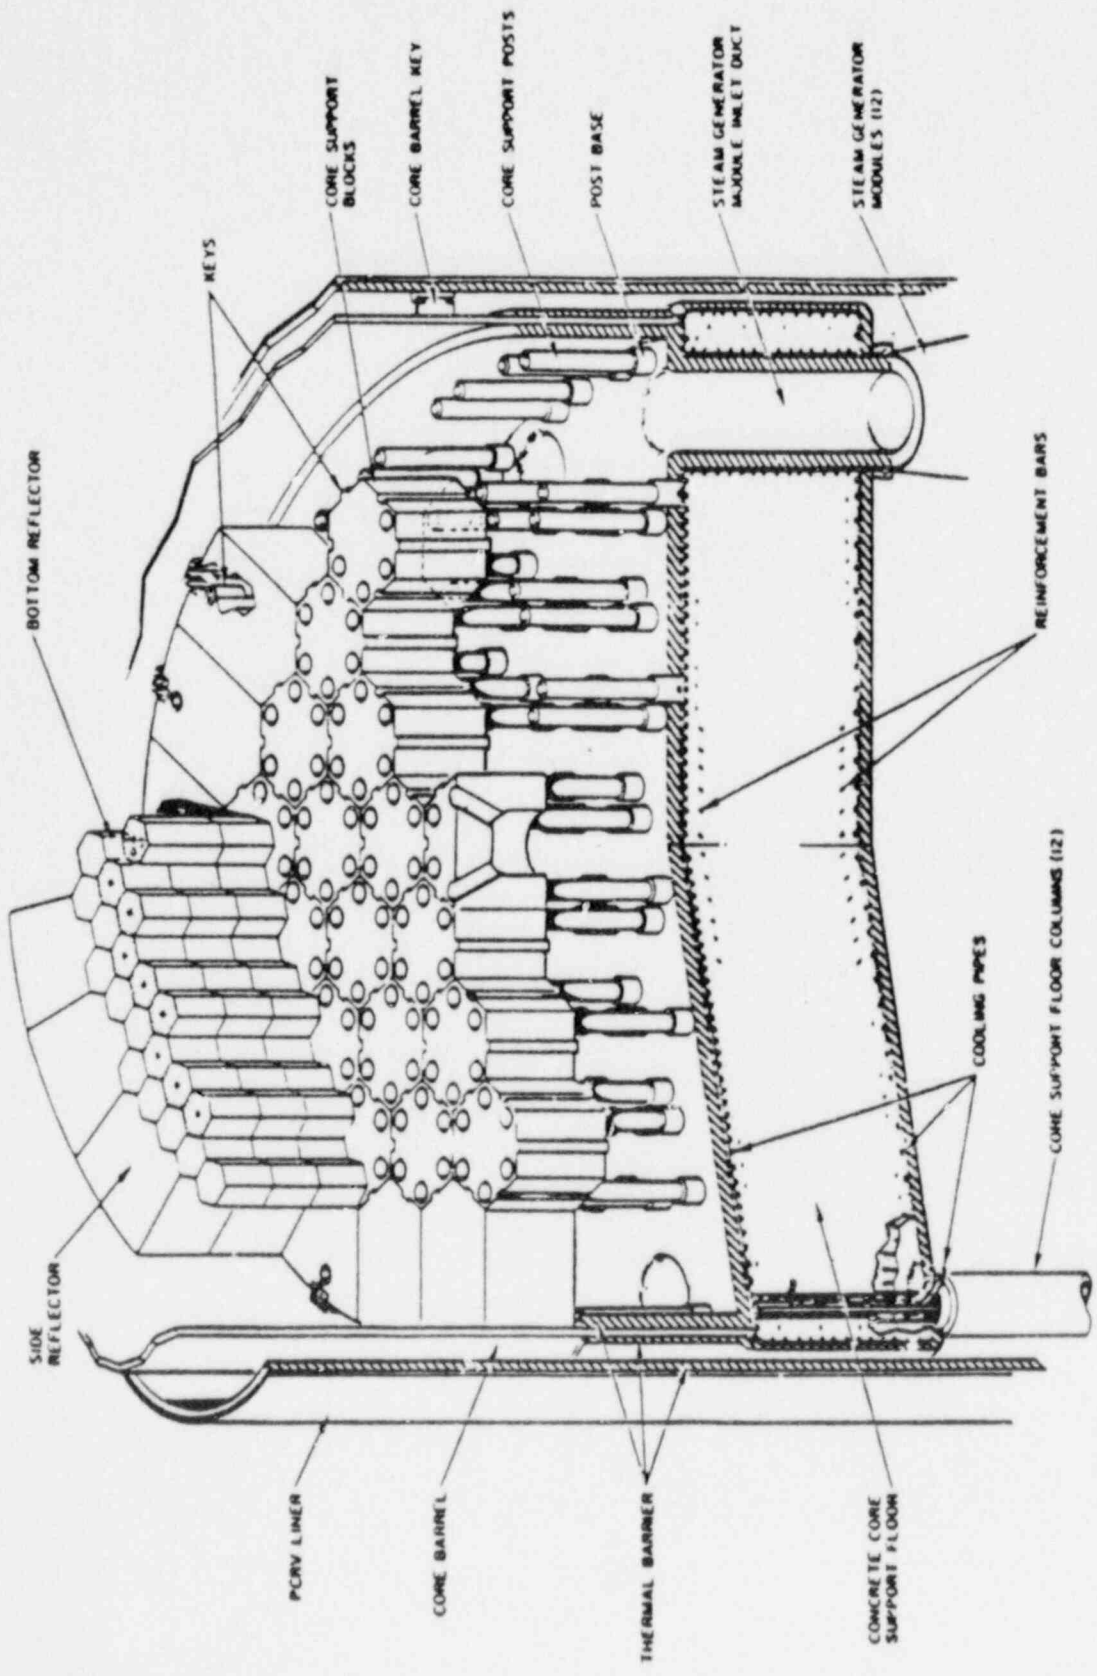 SIDE
REFLECTOR
BOTTOM REFLECTOR
KEYS
CORE SUPPORT
BLOCKS
CORE BARREL KEY
CORE SUPPORT POSTS
POST BASE
STEAM GENERATOR
MODULE INLET DUCT
STEAM GENERATOR
MODULES (12)
PCRV LINER
CORE BARREL
THERMAL BARRIER
CONCRETE CORE
SUPPORT FLOOR
COOLING PIPES
CORE SUPPORT FLOOR COLUMNS (12)
REINFORCEMENT BARS